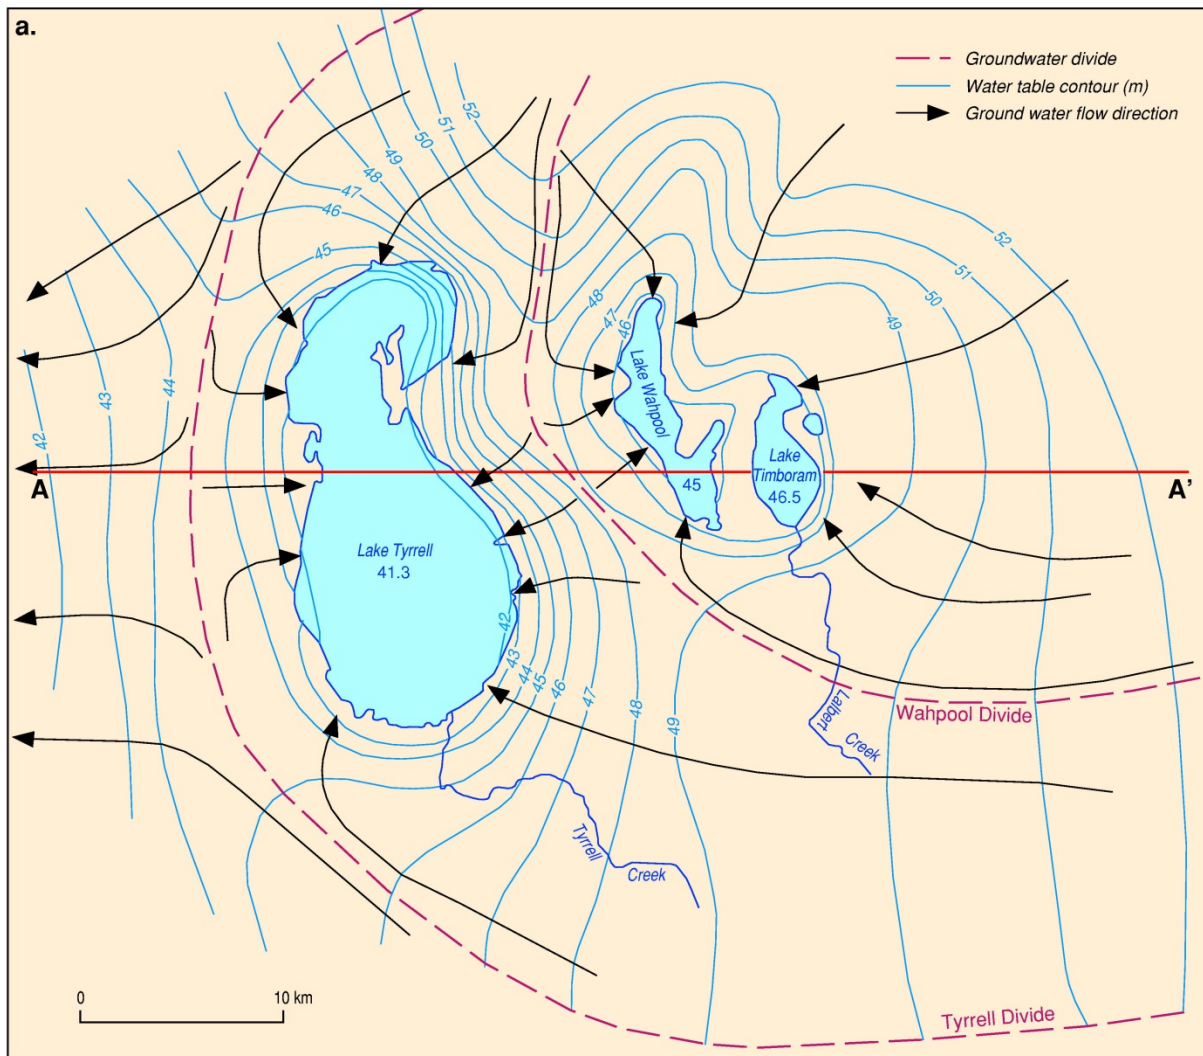 a.
Groundwater divide
Water table contour (m)
Ground water flow direction
52
51
50
49
48
47
46
45
52
51
50
49
48
47
46
44
43
42
Lake Wahpool
45
Lake
Timboram
46.5
A
A’
Lake Tyrrell
41.3
42
43
44
45
46
47
48
49
Lalbert
Creek
Wahpool Divide
Tyrrell
Creek
Tyrrell Divide
0
10 km